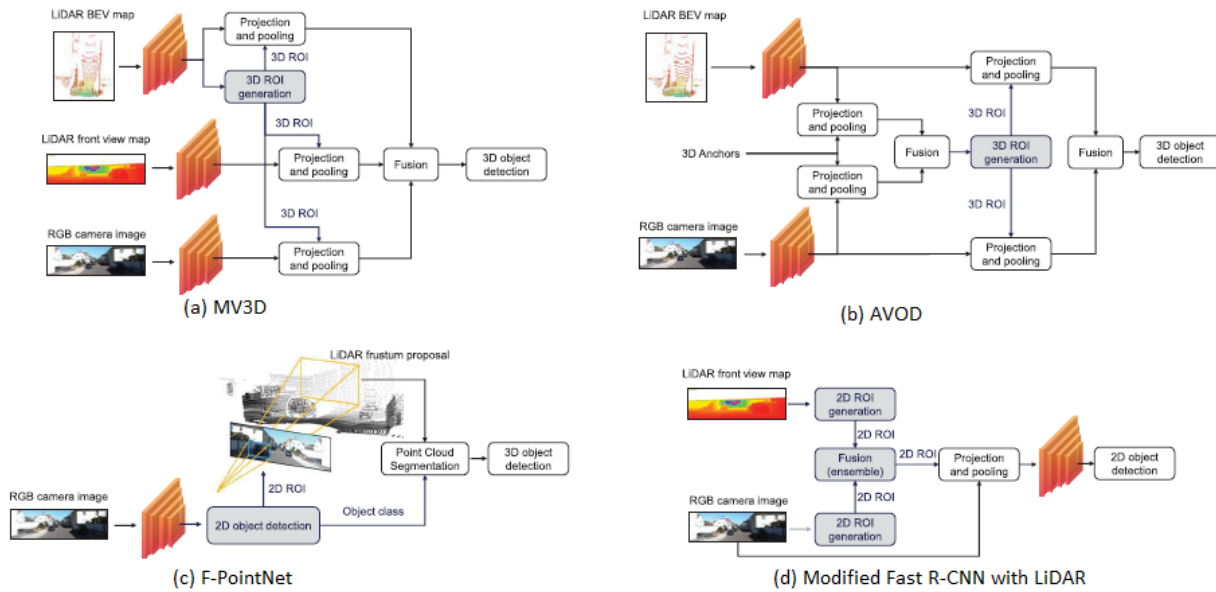 LiDAR BEV map
Projection
and pooling
3D ROI
3D ROI
generation
3D ROI
LiDAR front view map
Projection
and pooling
Fusion
3D object
detection
3D ROI
RGB camera image
Projection
and pooling
(a) MV3D
LiDAR BEV map
Projection
and pooling
Projection
and pooling
3D ROI
3D Anchors
Fusion
3D ROI
generation
Fusion
3D object
detection
Projection
and pooling
3D ROI
RGB camera image
Projection
and pooling
(b) AVOD
LiDAR frustum proposal
Point Cloud
Segmentation
3D object
detection
2D ROI
RGB camera image
2D object detection
Object class
(c) F-PointNet
LiDAR front view map
2D ROI
generation
2D ROI
Fusion
(ensemble)
2D ROI
Projection
and pooling
2D object
detection
2D ROI
RGB camera image
2D ROI
generation
(d) Modified Fast R-CNN with LiDAR